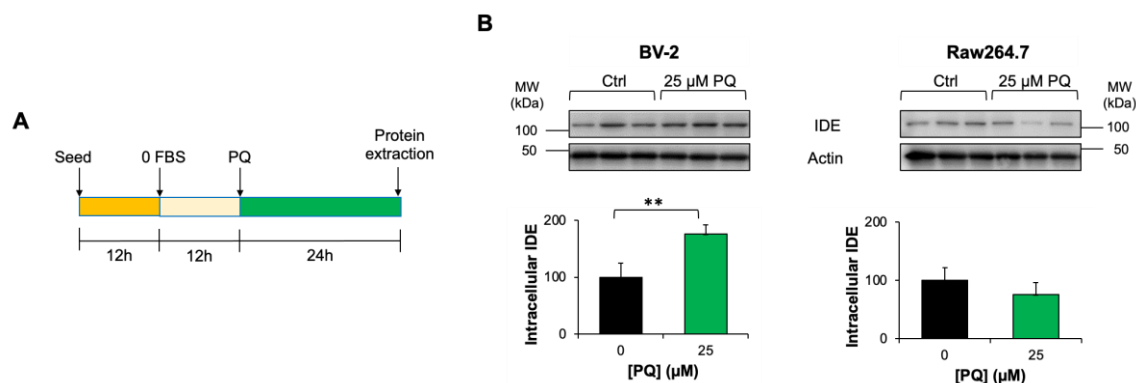 A
Seed
0 FBS
PQ
Protein
extraction
12h
12h
24h
B
BV-2
MW
(kDa)
Ctrl
25 µM PQ
100
50
IDE
Actin
Raw264.7
Ctrl
25 µM PQ
MW
(kDa)
100
50
**
Intracellular IDE
200
100
0
0
25
[PQ] (µM)
Intracellular IDE
200
100
0
0
25
[PQ] (µM)